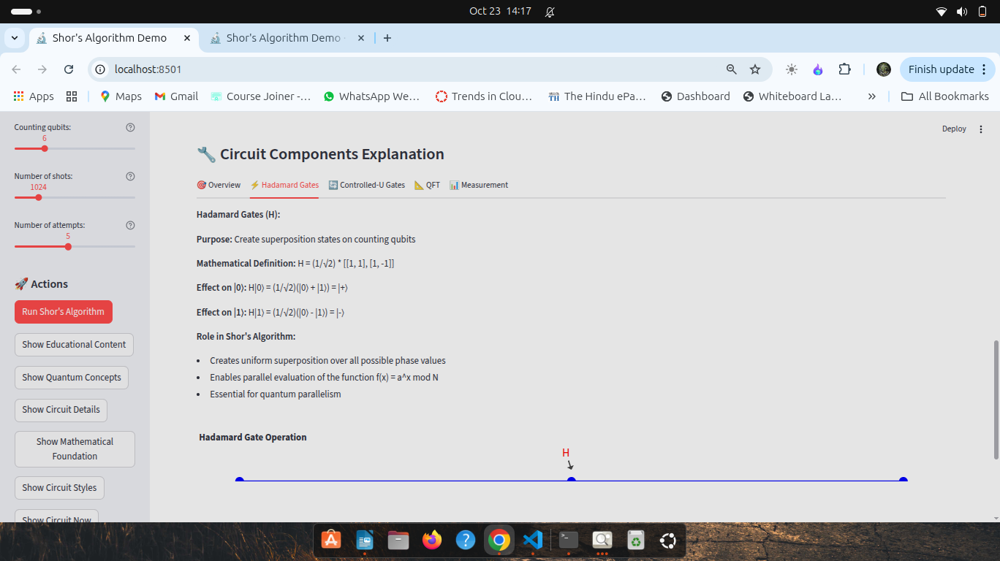 Oct 23 14:17
Shor's Algorithm Demo
Shor's Algorithm Demo
localhost:8501
Finish update
Apps
Maps
Gmail
Course Joiner -...
WhatsApp We...
Trends in Clou...
The Hindu ePa...
Dashboard
Whiteboard La...
All Bookmarks
Deploy
Counting qubits:
6
Number of shots:
1024
Number of attempts:
5
🚀 Actions
Run Shor's Algorithm
Show Educational Content
Show Quantum Concepts
Show Circuit Details
Show Mathematical
Foundation
Show Circuit Styles
Show Circuit Now
🔧 Circuit Components Explanation
🎯 Overview ⚡ Hadamard Gates 🔄 Controlled-U Gates 📐 QFT 📊 Measurement
Hadamard Gates (H):
Purpose: Create superposition states on counting qubits
Mathematical Definition: H = (1/√2) * [[1, 1], [1, -1]]
Effect on |0⟩: H|0⟩ = (1/√2)(|0⟩ + |1⟩) = |+⟩
Effect on |1⟩: H|1⟩ = (1/√2)(|0⟩ - |1⟩) = |-⟩
Role in Shor's Algorithm:
• Creates uniform superposition over all possible phase values
• Enables parallel evaluation of the function f(x) = a^x mod N
• Essential for quantum parallelism
Hadamard Gate Operation
H